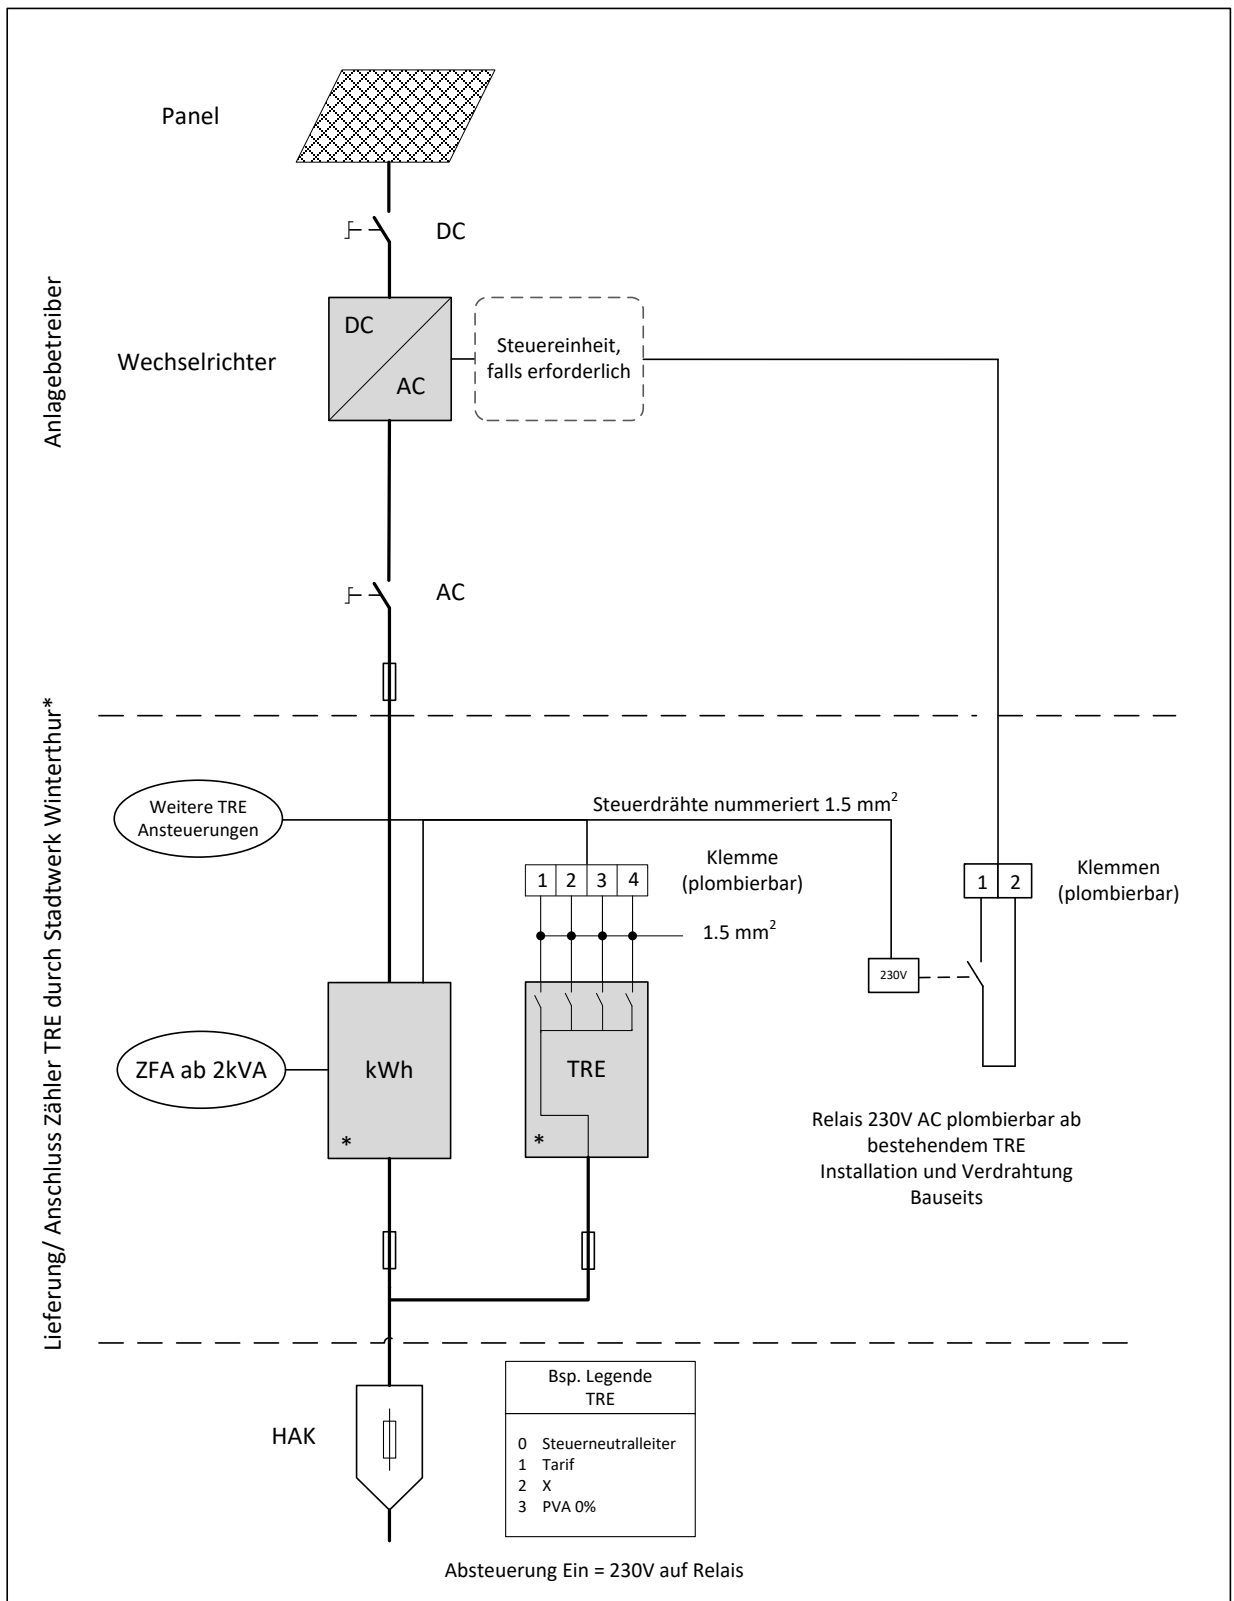 Panel
DC
Anlagebetreiber
Wechselrichter
DC
AC
Steuereinheit,
falls erforderlich
AC
Lieferung/ Anschluss Zähler TRE durch Stadtwerk Winterthur*
Weitere TRE
Ansteuerungen
Steuerdrähte nummeriert 1.5 mm²
Klemme
(plombierbar)
1 2 3 4
1.5 mm²
1 2
Klemmen
(plombierbar)
230V
ZFA ab 2kVA
kWh
*
TRE
*
Relais 230V AC plombierbar ab
bestehendem TRE
Installation und Verdrahtung
Bauseits
HAK
Bsp. Legende
TRE
0 Steuerneutralleiter
1 Tarif
2 X
3 PVA 0%
Absteuerung Ein = 230V auf Relais